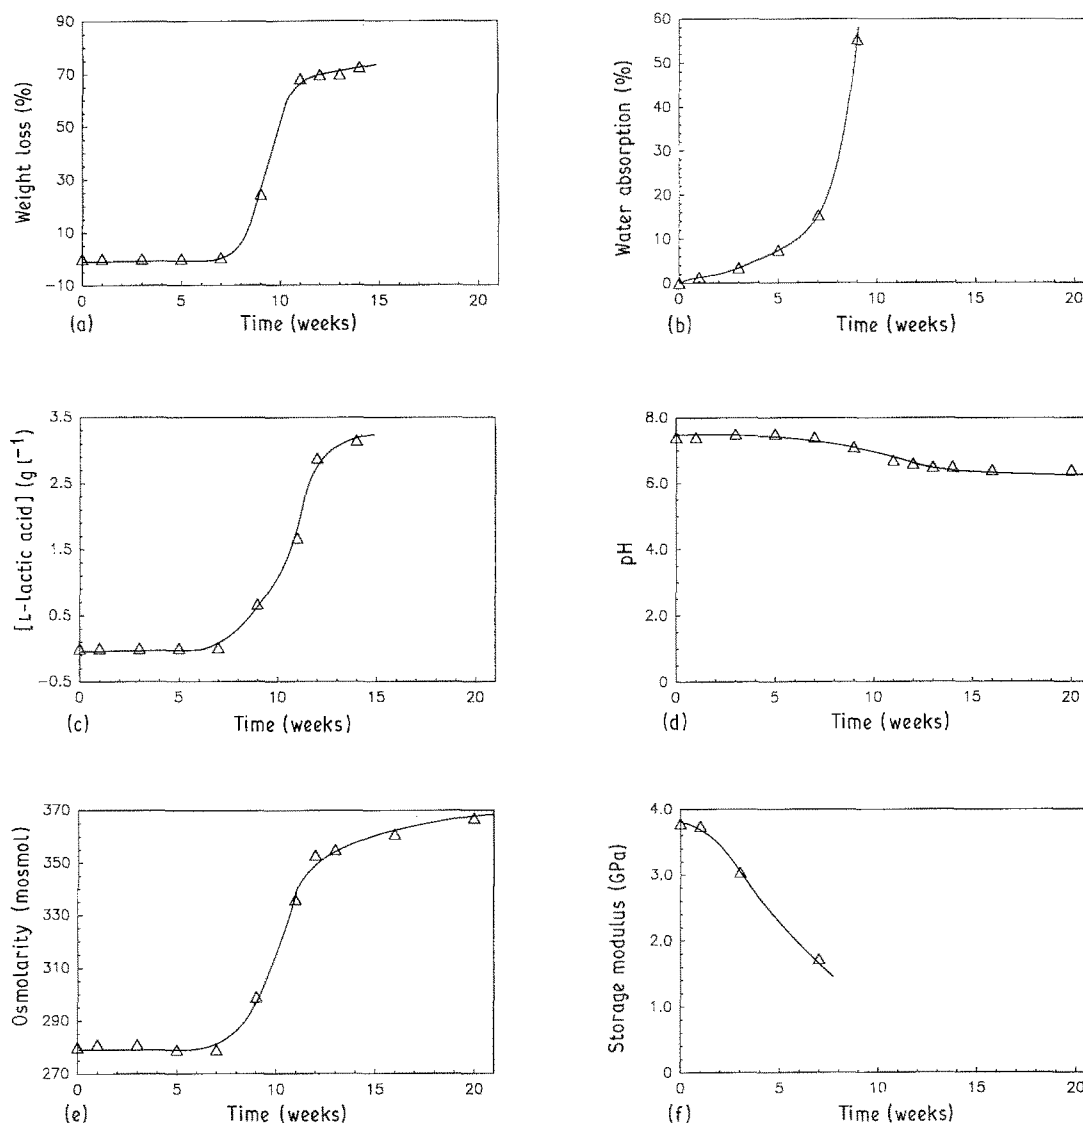 90
70
50
30
10
-10
Weight loss (%)
0 5 10 15 20
(a) Time (weeks)
60
50
40
30
20
10
0
Water absorption (%)
0 5 10 15 20
(b) Time (weeks)
3.5
2.5
1.5
0.5
-0.5
[L-lactic acid] (g l⁻¹)
0 5 10 15 20
(c) Time (weeks)
8.0
6.0
4.0
2.0
0
pH
0 5 10 15 20
(d) Time (weeks)
370
350
330
310
290
270
Osmolarity (mosmol)
0 5 10 15 20
(e) Time (weeks)
4.0
3.0
2.0
1.0
0
Storage modulus (GPa)
0 5 10 15 20
(f) Time (weeks)